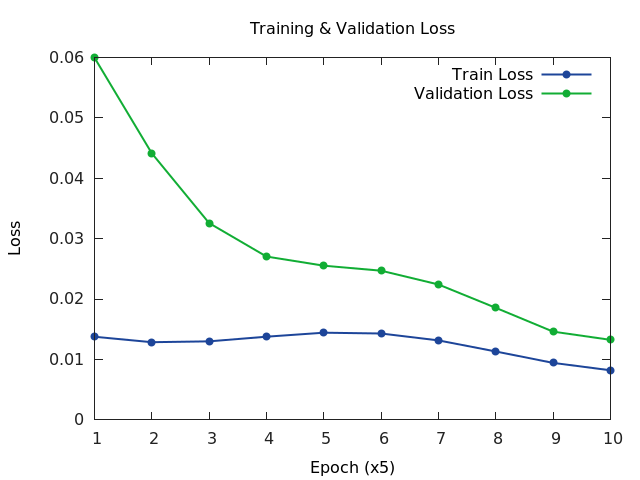 Training & Validation Loss
Train Loss
Validation Loss
0.06
0.05
0.04
0.03
0.02
0.01
0
Loss
1 2 3 4 5 6 7 8 9 10
Epoch (x5)